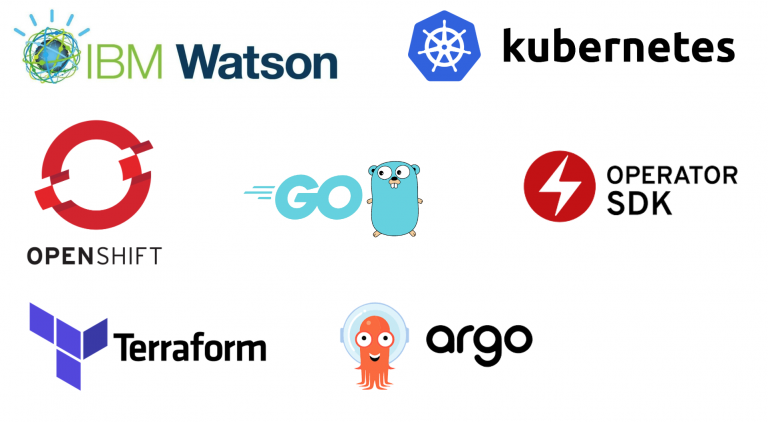 IBM Watson
kubernetes
OPENSHIFT
GO
OPERATOR
SDK
Terraform
argo